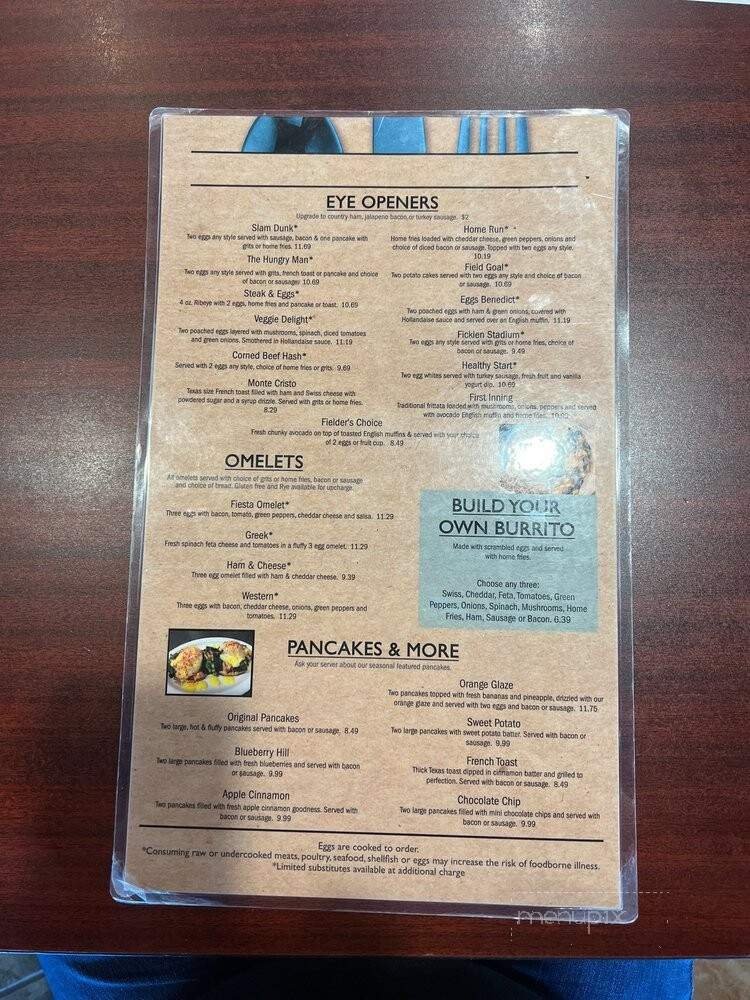 EYE OPENERS
Upgrade to country ham, jalapeno bacon or turkey sausage. $2
Slam Dunk*
Two eggs any style served with sausage, bacon & one pancake with
grits or home fries. 11.69
The Hungry Man*
Two eggs any style served with grits, french toast or pancake and choice
of bacon or sausage. 10.69
Steak & Eggs*
4 oz. Ribeye with 2 eggs, home fries and pancake or toast. 10.69
Veggie Delight*
Two poached eggs layered with mushrooms, spinach, diced tomatoes
and green onions. Smothered in Hollandaise sauce. 11.19
Corned Beef Hash*
Served with 2 eggs any style, choice of home fries or grits. 9.69
Monte Cristo
Texas size French toast filled with ham and Swiss cheese with
powdered sugar and a syrup drizzle. Served with grits or home fries.
8.29
Home Run*
Home fries loaded with cheddar cheese, green peppers, onions and
choice of diced bacon or sausage. Topped with two eggs any style.
10.19
Field Goal*
Two potato cakes served with two eggs any style and choice of bacon
or sausage. 10.69
Eggs Benedict*
Two poached eggs with ham & green onions, covered with
Hollandaise sauce and served over an English muffin. 11.19
Ficklen Stadium*
Two eggs any style served with grits or home fries, choice of
bacon or sausage. 9.49
Healthy Start*
Two egg whites served with turkey sausage, fresh fruit and vanilla
yogurt dip. 10.69
First Inning
Traditional frittata loaded with mushrooms, onions, peppers and served
with avocado English muffin and home fries.
Fielder's Choice
Fresh chunky avocado on top of toasted English muffins & served with your choice
of 2 eggs or fruit cup. 8.49
OMELETS
All omelets served with choice of grits or home fries, bacon or sausage
and choice of bread. Gluten free and Rye available for upcharge.
Fiesta Omelet*
Three eggs with bacon, tomato, green peppers, cheddar cheese and salsa. 11.29
Greek*
Fresh spinach feta cheese and tomatoes in a fluffy 3 egg omelet. 11.29
Ham & Cheese*
Three egg omelet filled with ham & cheddar cheese. 9.39
Western*
Three eggs with bacon, cheddar cheese, onions, green peppers and
tomatoes. 11.29
BUILD YOUR
OWN BURRITO
Made with scrambled eggs and served
with home fries.
Choose any three:
Swiss, Cheddar, Feta, Tomatoes, Green
Peppers, Onions, Spinach, Mushrooms, Home
Fries, Ham, Sausage or Bacon. 6.39
PANCAKES & MORE
Ask your server about our seasonal featured pancakes.
Original Pancakes
Two large, hot & fluffy pancakes served with bacon or sausage. 8.49
Blueberry Hill
Two large pancakes filled with fresh blueberries and served with bacon
or sausage. 9.99
Apple Cinnamon
Two pancakes filled with fresh apple cinnamon goodness. Served with
bacon or sausage. 9.99
Orange Glaze
Two pancakes topped with fresh bananas and pineapple, drizzled with our
orange glaze and served with two eggs and bacon or sausage. 11.75
Sweet Potato
Two large pancakes with sweet potato batter. Served with bacon or
sausage. 9.99
French Toast
Thick Texas toast dipped in cinnamon batter and grilled to
perfection. Served with bacon or sausage. 8.49
Chocolate Chip
Two large pancakes filled with mini chocolate chips and served with
bacon or sausage. 9.99
Eggs are cooked to order.
*Consuming raw or undercooked meats, poultry, seafood, shellfish or eggs may increase the risk of foodborne illness.
*Limited substitutes available at additional charge
menupix